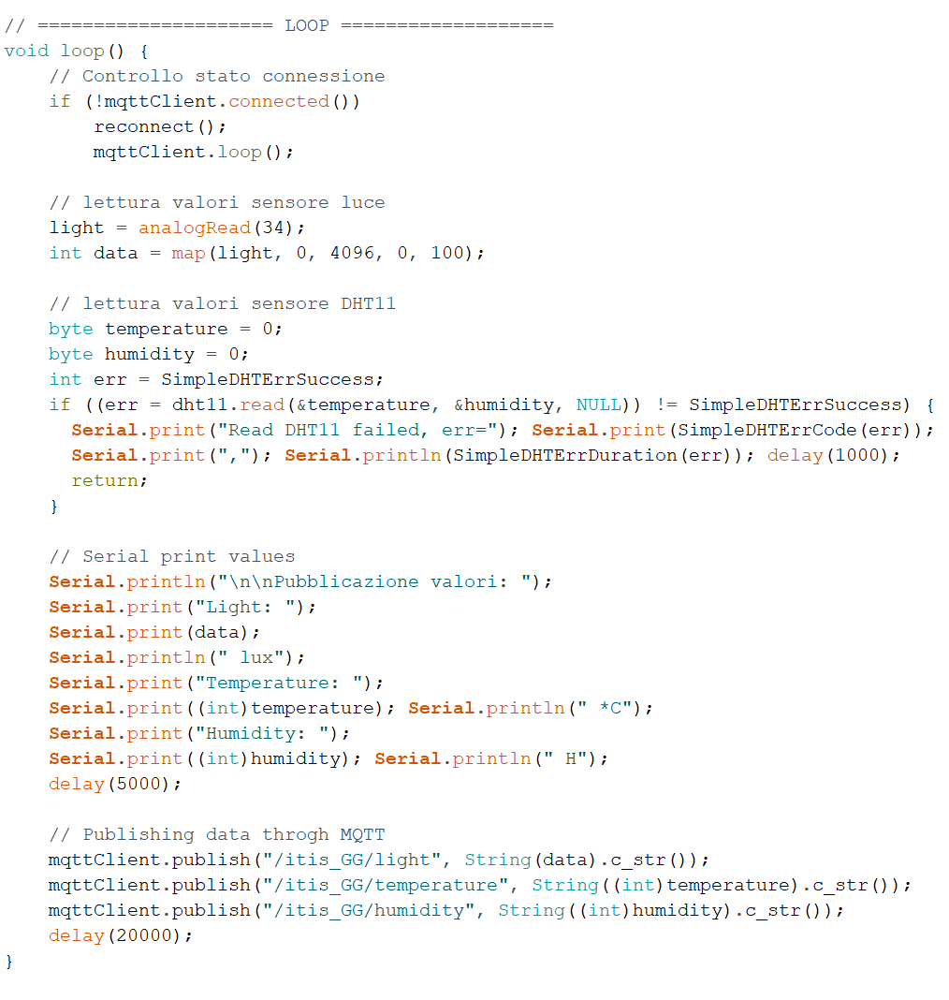 // ===================== LOOP ===================
void loop() {
    // Controllo stato connessione
    if (!mqttClient.connected())
        reconnect();
        mqttClient.loop();

    // lettura valori sensore luce
    light = analogRead(34);
    int data = map(light, 0, 4096, 0, 100);

    // lettura valori sensore DHT11
    byte temperature = 0;
    byte humidity = 0;
    int err = SimpleDHTErrSuccess;
    if ((err = dht11.read(&temperature, &humidity, NULL)) != SimpleDHTErrSuccess) {
      Serial.print("Read DHT11 failed, err="); Serial.print(SimpleDHTErrCode(err));
      Serial.print(","); Serial.println(SimpleDHTErrDuration(err)); delay(1000);
      return;
    }

    // Serial print values
    Serial.println("\n\nPubblicazione valori: ");
    Serial.print("Light: ");
    Serial.print(data);
    Serial.println(" lux");
    Serial.print("Temperature: ");
    Serial.print((int)temperature); Serial.println(" *C");
    Serial.print("Humidity: ");
    Serial.print((int)humidity); Serial.println(" H");
    delay(5000);

    // Publishing data throgh MQTT
    mqttClient.publish("/itis_GG/light", String(data).c_str());
    mqttClient.publish("/itis_GG/temperature", String((int)temperature).c_str());
    mqttClient.publish("/itis_GG/humidity", String((int)humidity).c_str());
    delay(20000);
}